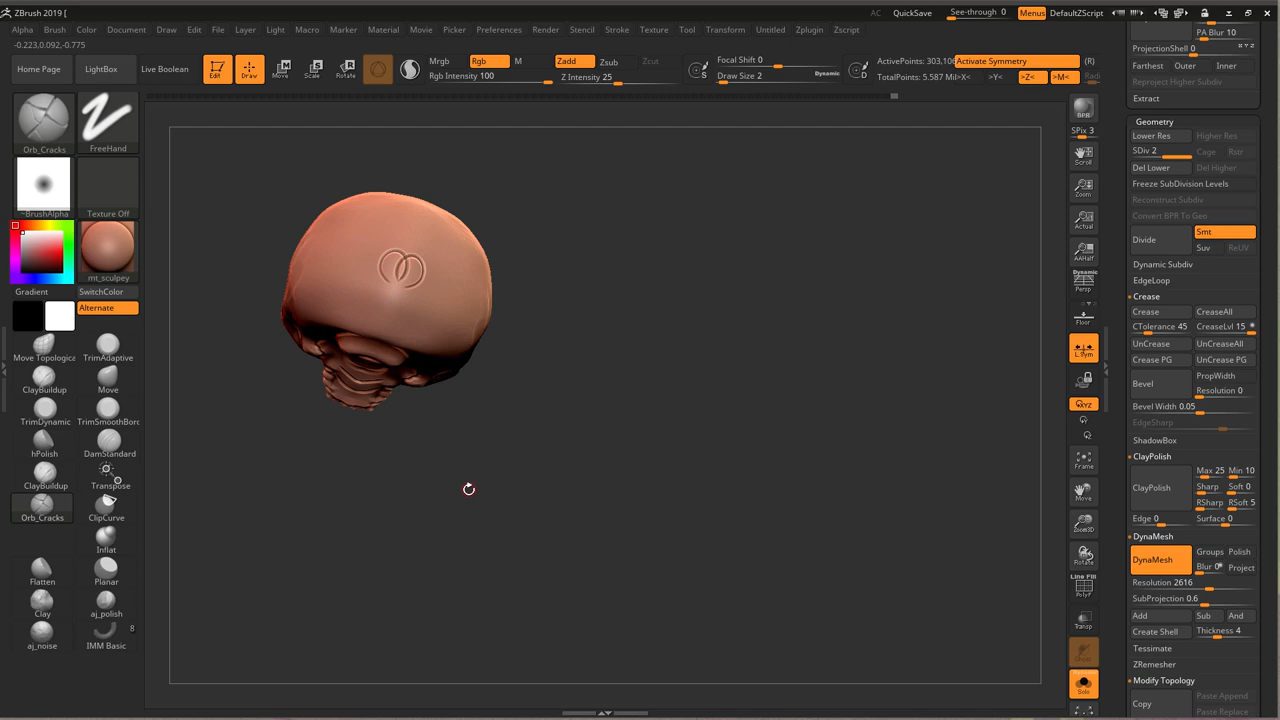 ZBrush 2019 [
AC QuickSave See-through 0 Menus DefaultZScript
Alpha Brush Color Document Draw Edit File Layer Light Macro Marker Material Movie Picker Preferences Render Stencil Stroke Texture Tool Transform Untitled Zplugin Zscript
-0.223,0.092,-0.775
Home Page LightBox Live Boolean Edit Draw Move Scale Rotate
Mrgb Rgb M
Rgb Intensity 100
Zadd Zsub Zcut
Z Intensity 25
Focal Shift 0
Draw Size 2 Dynamic
ActivePoints: 303,106
TotalPoints: 5.587 Mil
Activate Symmetry (R)
>X< >Y< >Z< >M< Radi
Orb_Cracks FreeHand
~BrushAlpha Texture Off
mt_sculpey
Gradient SwitchColor
Alternate
Move Topologica TrimAdaptive
ClayBuildup Move
TrimDynamic TrimSmoothBord
hPolish DamStandard
ClayBuildup Transpose
Orb_Cracks ClipCurve
Inflat
Flatten Planar
Clay aj_polish
8
aj_noise IMM Basic
BPR
SPix 3
Scroll
Zoom
Actual
AAHalf
Dynamic
Persp
Floor
L.Sym
XYZ
Frame
Move
Zoom3D
Rotate
Line Fill
PolyF
Transp
Ghost
Solo
PA Blur 10
ProjectionShell 0
Farthest Outer Inner
Reproject Higher Subdiv
Extract
Geometry
Lower Res Higher Res
SDiv 2 Cage Rstr
Del Lower Del Higher
Freeze SubDivision Levels
Reconstruct Subdiv
Convert BPR To Geo
Divide Smt
Suv ReUV
Dynamic Subdiv
EdgeLoop
Crease
Crease CreaseAll
CTolerance 45 CreaseLvl 15
UnCrease UnCreaseAll
Crease PG UnCrease PG
Bevel PropWidth
Resolution 0
Bevel Width 0.05
EdgeSharp
ShadowBox
ClayPolish
ClayPolish Max 25 Min 10
Sharp Soft 0
RSharp RSoft 5
Edge 0 Surface 0
DynaMesh
DynaMesh Groups Polish
Blur 0 Project
Resolution 2616
SubProjection 0.6
Add Sub And
Create Shell Thickness 4
Tessimate
ZRemesher
Modify Topology
Copy Paste Append
Paste Replace